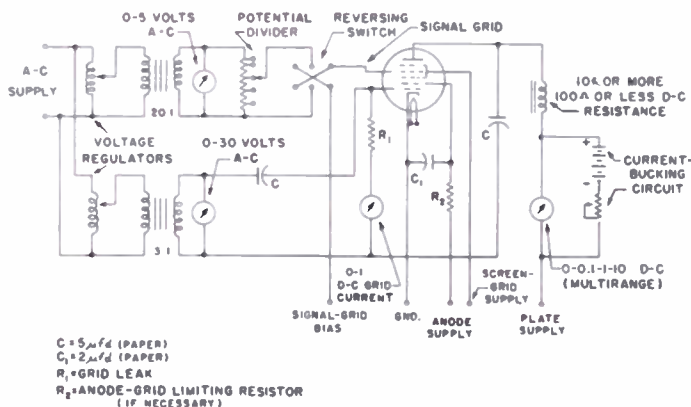 0-5 VOLTS
A-C
POTENTIAL
DIVIDER
REVERSING
SWITCH
SIGNAL GRID
A-C
SUPPLY
20:1
VOLTAGE
REGULATORS
0-30 VOLTS
A-C
3:1
C
R₁
C₁
R₂
C
OR MORE
100Ω OR LESS D-C
RESISTANCE
+
-
CURRENT-
BUCKING
CIRCUIT
0-0.1-1-10 D-C
(MULTIRANGE)
0-1
D-C GRID
CURRENT
SCREEN-
GRID SUPPLY
SIGNAL-GRID
BIAS
GND.
ANODE
SUPPLY
PLATE
SUPPLY
C = 5μfd (PAPER)
C₁ = 2μfd (PAPER)
R₁ = GRID LEAK
R₂ = ANODE-GRID LIMITING RESISTOR
(IF NECESSARY)